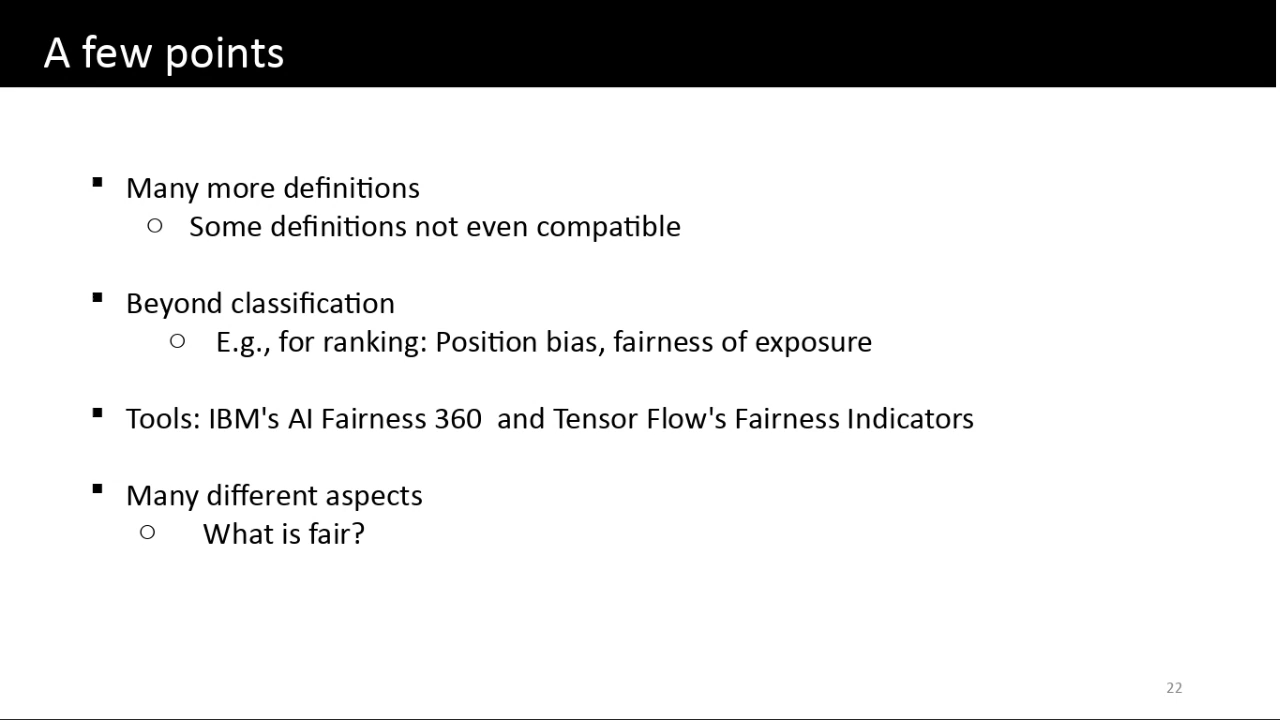 A few points
▪ Many more definitions
○ Some definitions not even compatible
▪ Beyond classification
○ E.g., for ranking: Position bias, fairness of exposure
▪ Tools: IBM's AI Fairness 360  and Tensor Flow's Fairness Indicators
▪ Many different aspects
○ What is fair?
22